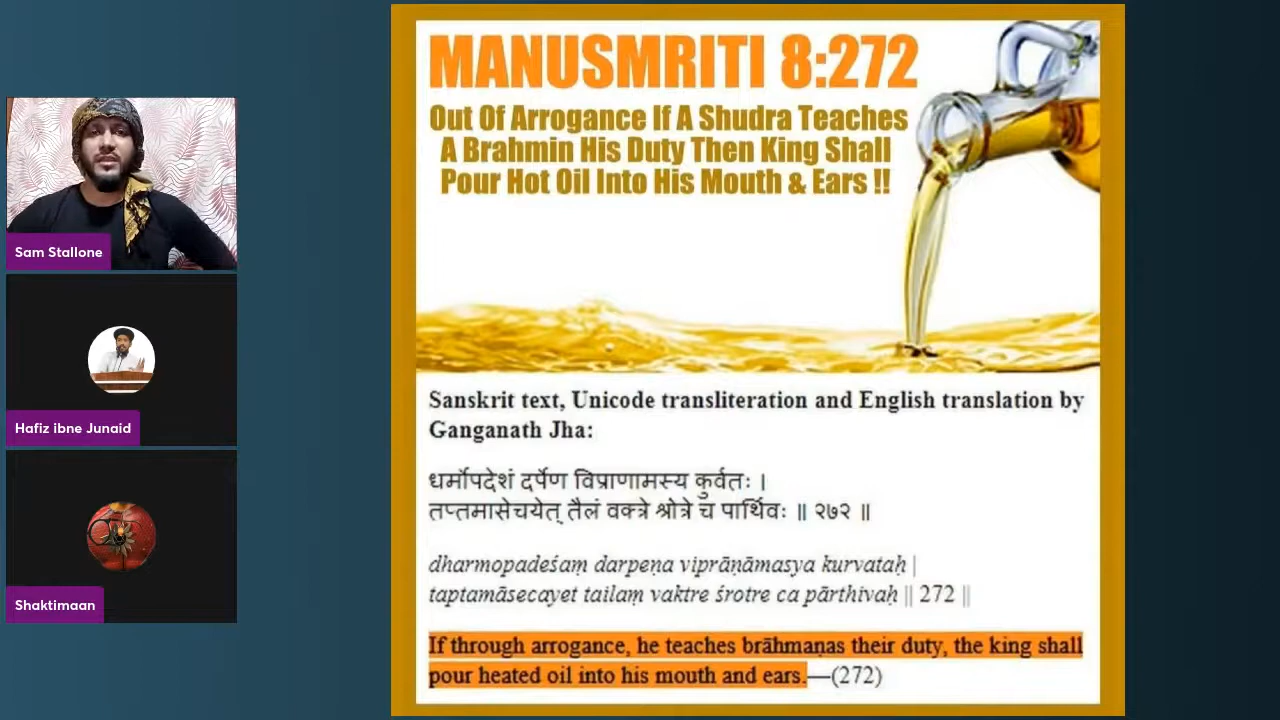 MANUSMRITI 8:272
Out Of Arrogance If A Shudra Teaches
A Brahmin His Duty Then King Shall
Pour Hot Oil Into His Mouth & Ears !!
Sanskrit text, Unicode transliteration and English translation by
Ganganath Jha:
धर्मोपदेशं दर्पेण विप्राणामस्य कुर्वतः ।
तप्तमासेचयेत् तैलं वक्त्रे श्रोत्रे च पार्थिवः ॥ २७२ ॥
dharmopadeśaṃ darpeṇa viprāṇāmasya kurvataḥ |
taptamāsecayet tailaṃ vaktre śrotre ca pārthivaḥ || 272 ||
If through arrogance, he teaches brāhmaṇas their duty, the king shall
pour heated oil into his mouth and ears.—(272)
Sam Stallone
Hafiz ibne Junaid
Shaktimaan